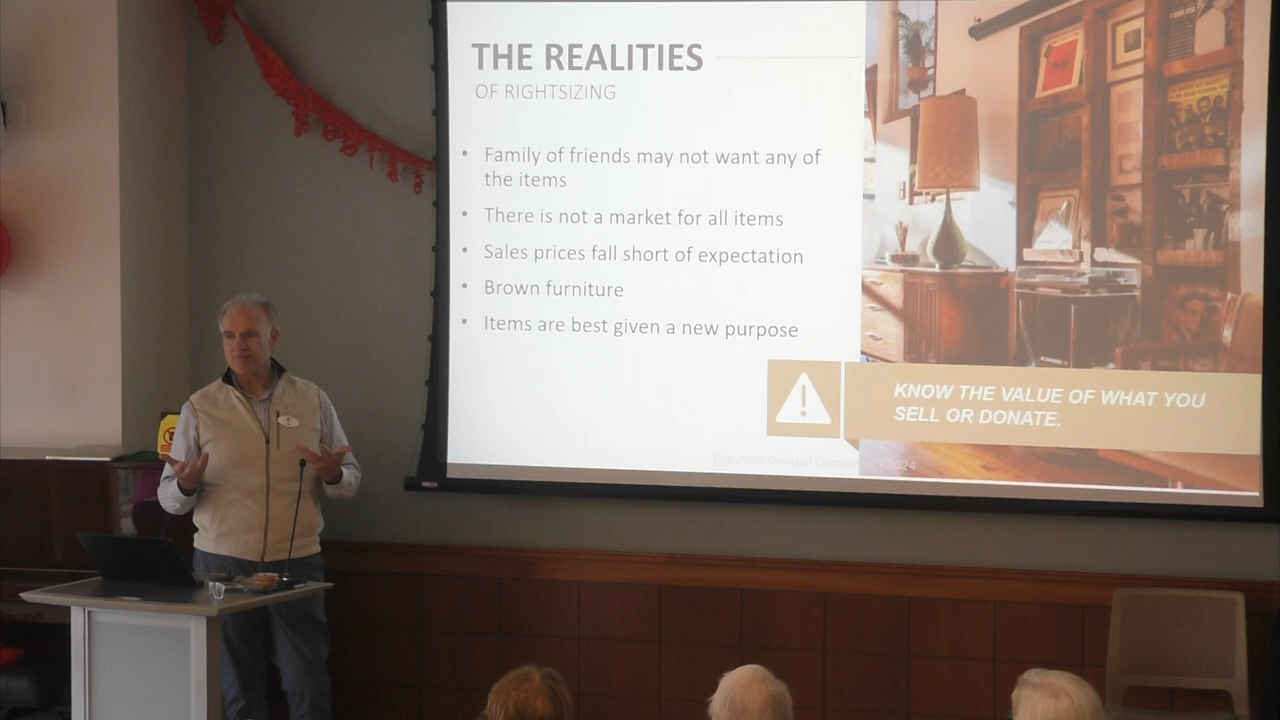 THE REALITIES
OF RIGHTSIZING
• Family of friends may not want any of
the items
• There is not a market for all items
• Sales prices fall short of expectation
• Brown furniture
• Items are best given a new purpose
KNOW THE VALUE OF WHAT YOU
SELL OR DONATE.
Copyright Dovetail